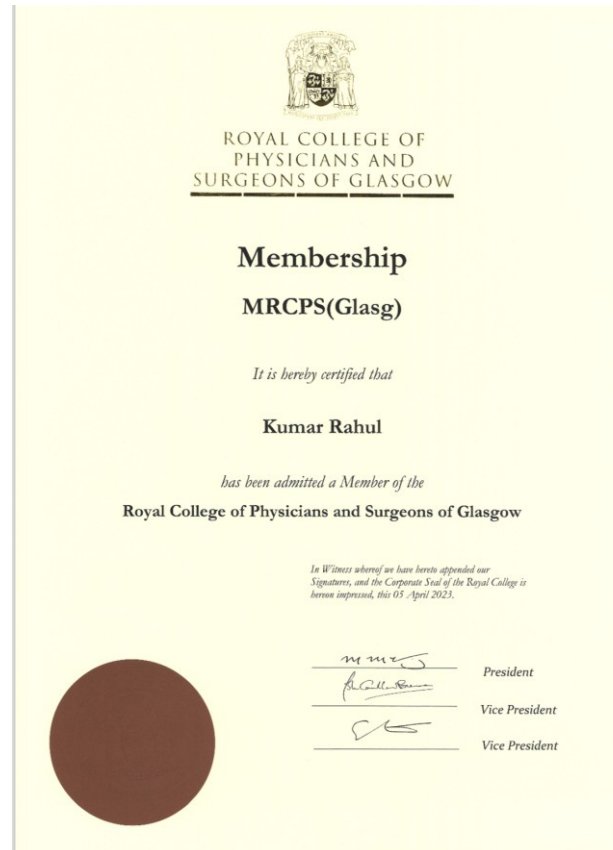 ROYAL COLLEGE OF
PHYSICIANS AND
SURGEONS OF GLASGOW
Membership
MRCPS(Glasg)
It is hereby certified that
Kumar Rahul
has been admitted a Member of the
Royal College of Physicians and Surgeons of Glasgow
In Witness whereof we have hereto appended our
Signatures, and the Corporate Seal of the Royal College is
hereon impressed, this 05 April 2023.
President
Vice President
Vice President